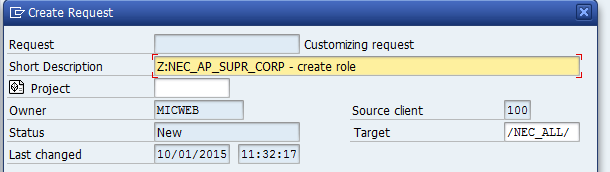 Create Request
Request Customizing request
Short Description Z:NEC_AP_SUPR_CORP - create role
Project
Owner MICWEB Source client 100
Status New Target /NEC_ALL/
Last changed 10/01/2015 11:32:17